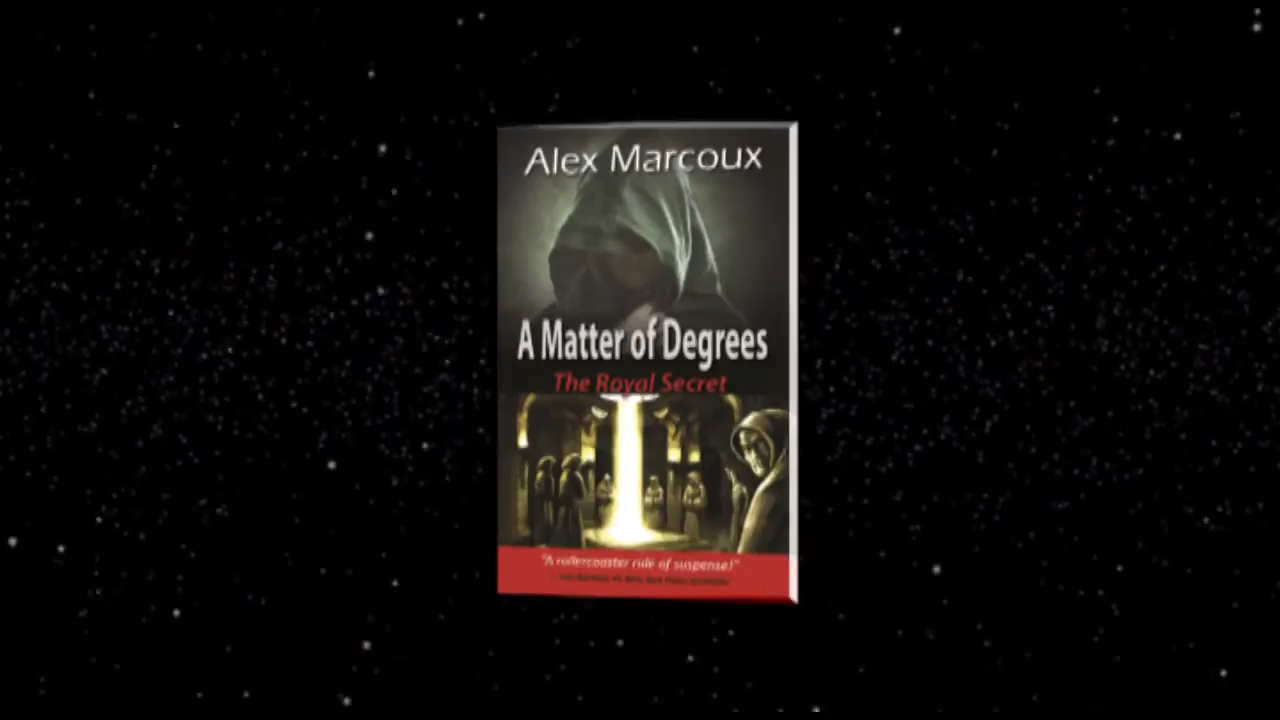 Alex Marcoux
A Matter of Degrees
The Royal Secret
"A rollercoaster ride of suspense!"